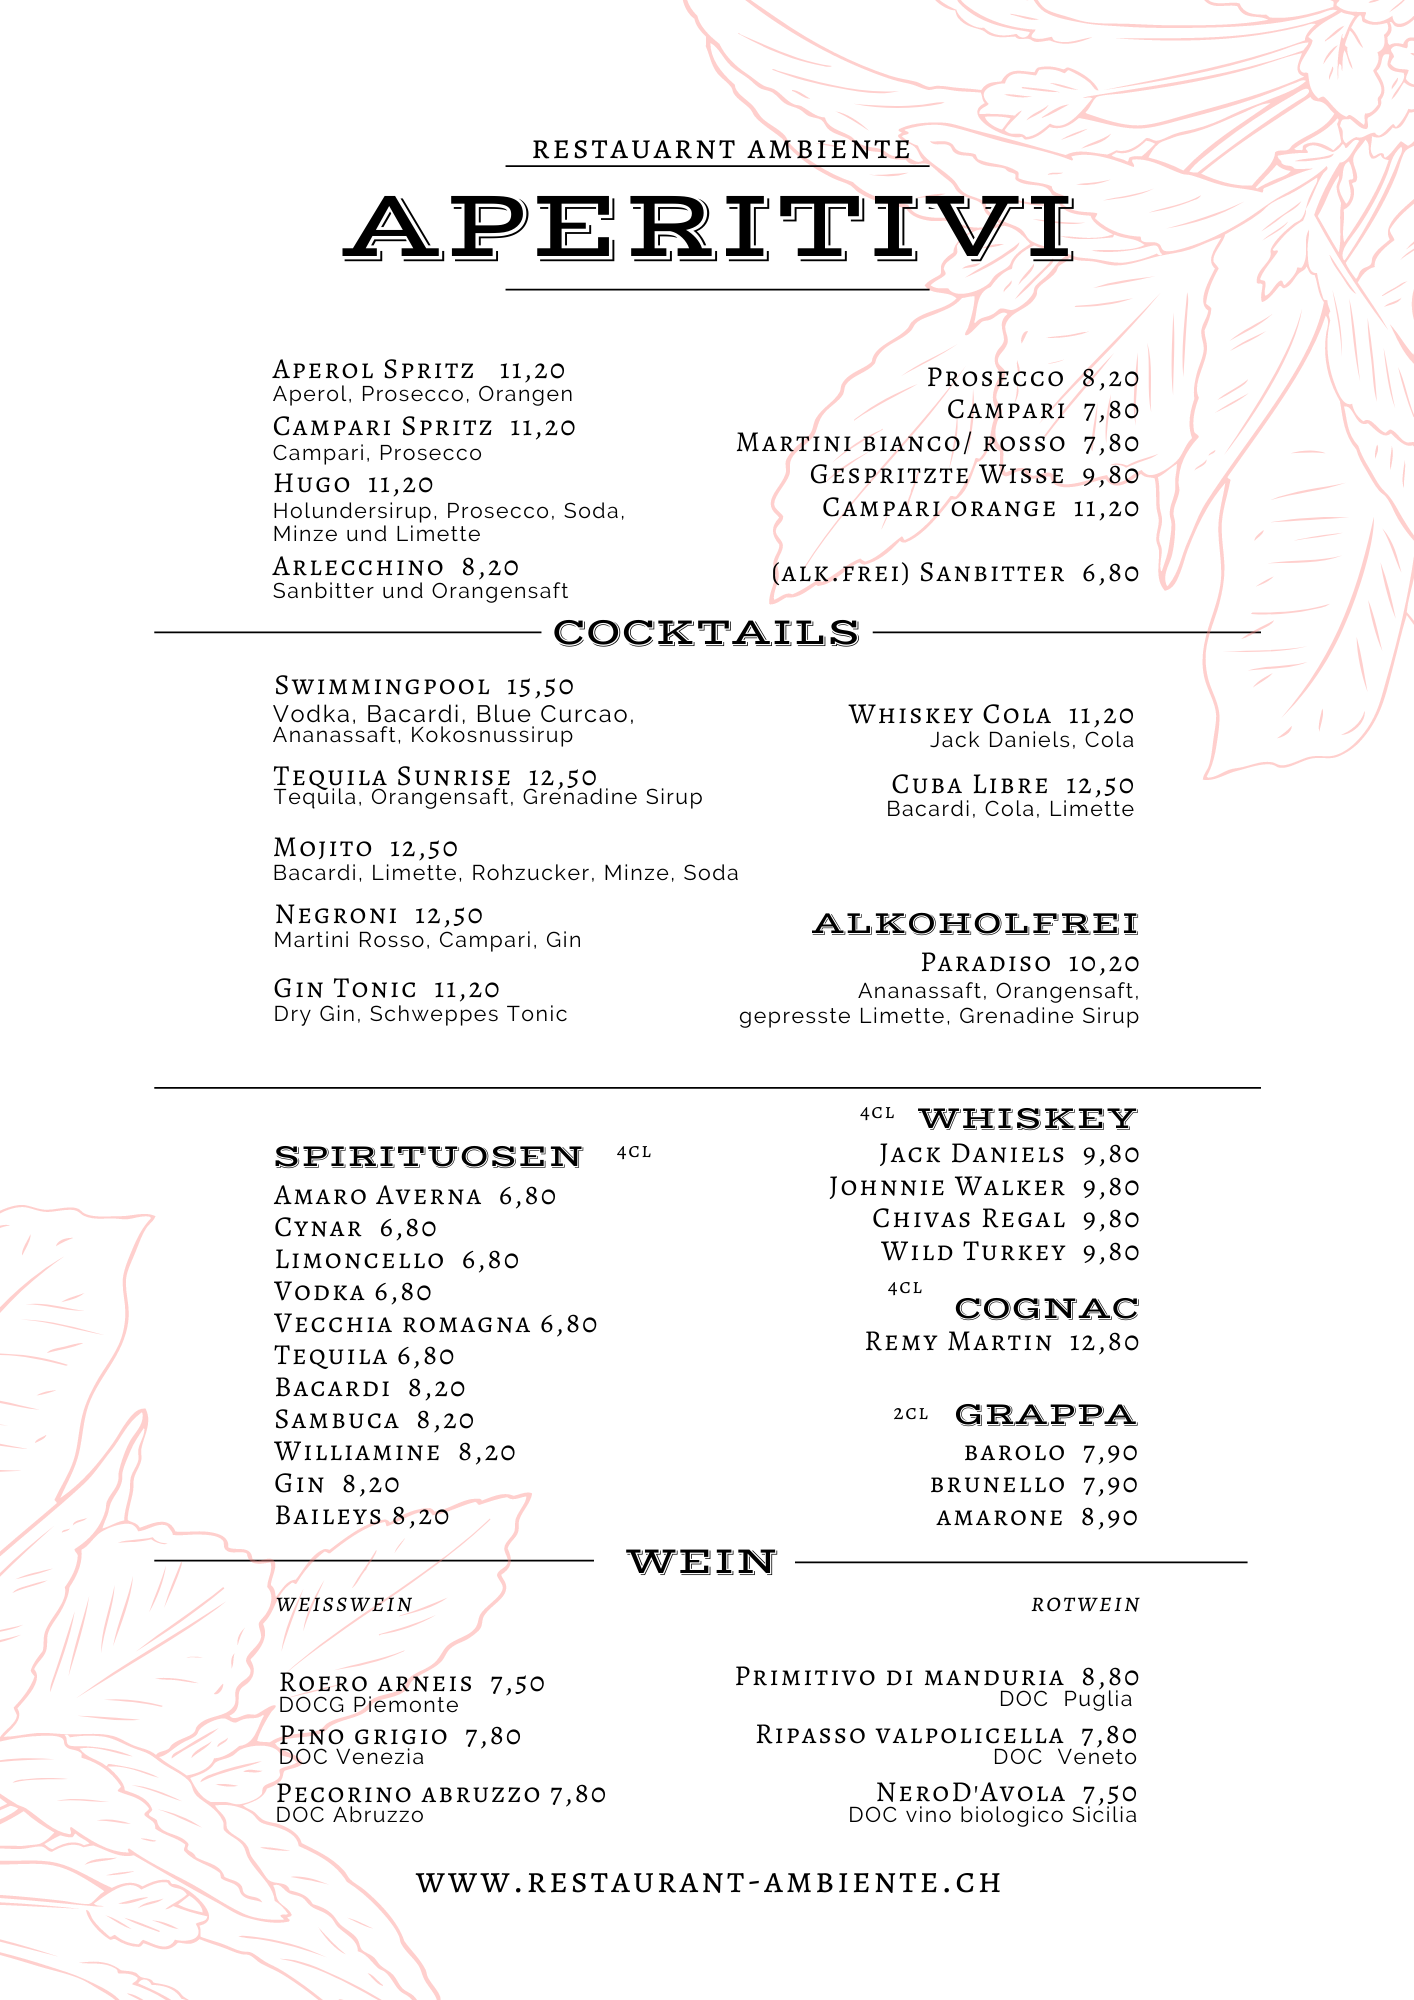 RESTAUARNT AMBIENTE
APERITIVI
APEROL SPRITZ 11,20
Aperol, Prosecco, Orangen
CAMPARI SPRITZ 11,20
Campari, Prosecco
HUGO 11,20
Holundersirup, Prosecco, Soda,
Minze und Limette
ARLECCHINO 8,20
Sanbitter und Orangensaft
PROSECCO 8,20
CAMPARI 7,80
MARTINI BIANCO/ ROSSO 7,80
GESPRITZTE WISSE 9,80
CAMPARI ORANGE 11,20
(ALK.FREI) SANBITTER 6,80
COCKTAILS
SWIMMINGPOOL 15,50
Vodka, Bacardi, Blue Curcao,
Ananassaft, Kokosnussirup
TEQUILA SUNRISE 12,50
Tequila, Orangensaft, Grenadine Sirup
MOJITO 12,50
Bacardi, Limette, Rohzucker, Minze, Soda
NEGRONI 12,50
Martini Rosso, Campari, Gin
GIN TONIC 11,20
Dry Gin, Schweppes Tonic
WHISKEY COLA 11,20
Jack Daniels, Cola
CUBA LIBRE 12,50
Bacardi, Cola, Limette
ALKOHOLFREI
PARADISO 10,20
Ananassaft, Orangensaft,
gepresste Limette, Grenadine Sirup
SPIRITUOSEN 4CL
AMARO AVERNA 6,80
CYNAR 6,80
LIMONCELLO 6,80
VODKA 6,80
VECCHIA ROMAGNA 6,80
TEQUILA 6,80
BACARDI 8,20
SAMBUCA 8,20
WILLIAMINE 8,20
GIN 8,20
BAILEYS 8,20
4CL WHISKEY
JACK DANIELS 9,80
JOHNNIE WALKER 9,80
CHIVAS REGAL 9,80
WILD TURKEY 9,80
4CL COGNAC
REMY MARTIN 12,80
2CL GRAPPA
BAROLO 7,90
BRUNELLO 7,90
AMARONE 8,90
WEIN
WEISSWEIN
ROERO ARNEIS 7,50
DOCG Piemonte
PINO GRIGIO 7,80
DOC Venezia
PECORINO ABRUZZO 7,80
DOC Abruzzo
ROTWEIN
PRIMITIVO DI MANDURIA 8,80
DOC Puglia
RIPASSO VALPOLICELLA 7,80
DOC Veneto
NEROD'AVOLA 7,50
DOC vino biologico Sicilia
WWW.RESTAURANT-AMBIENTE.CH